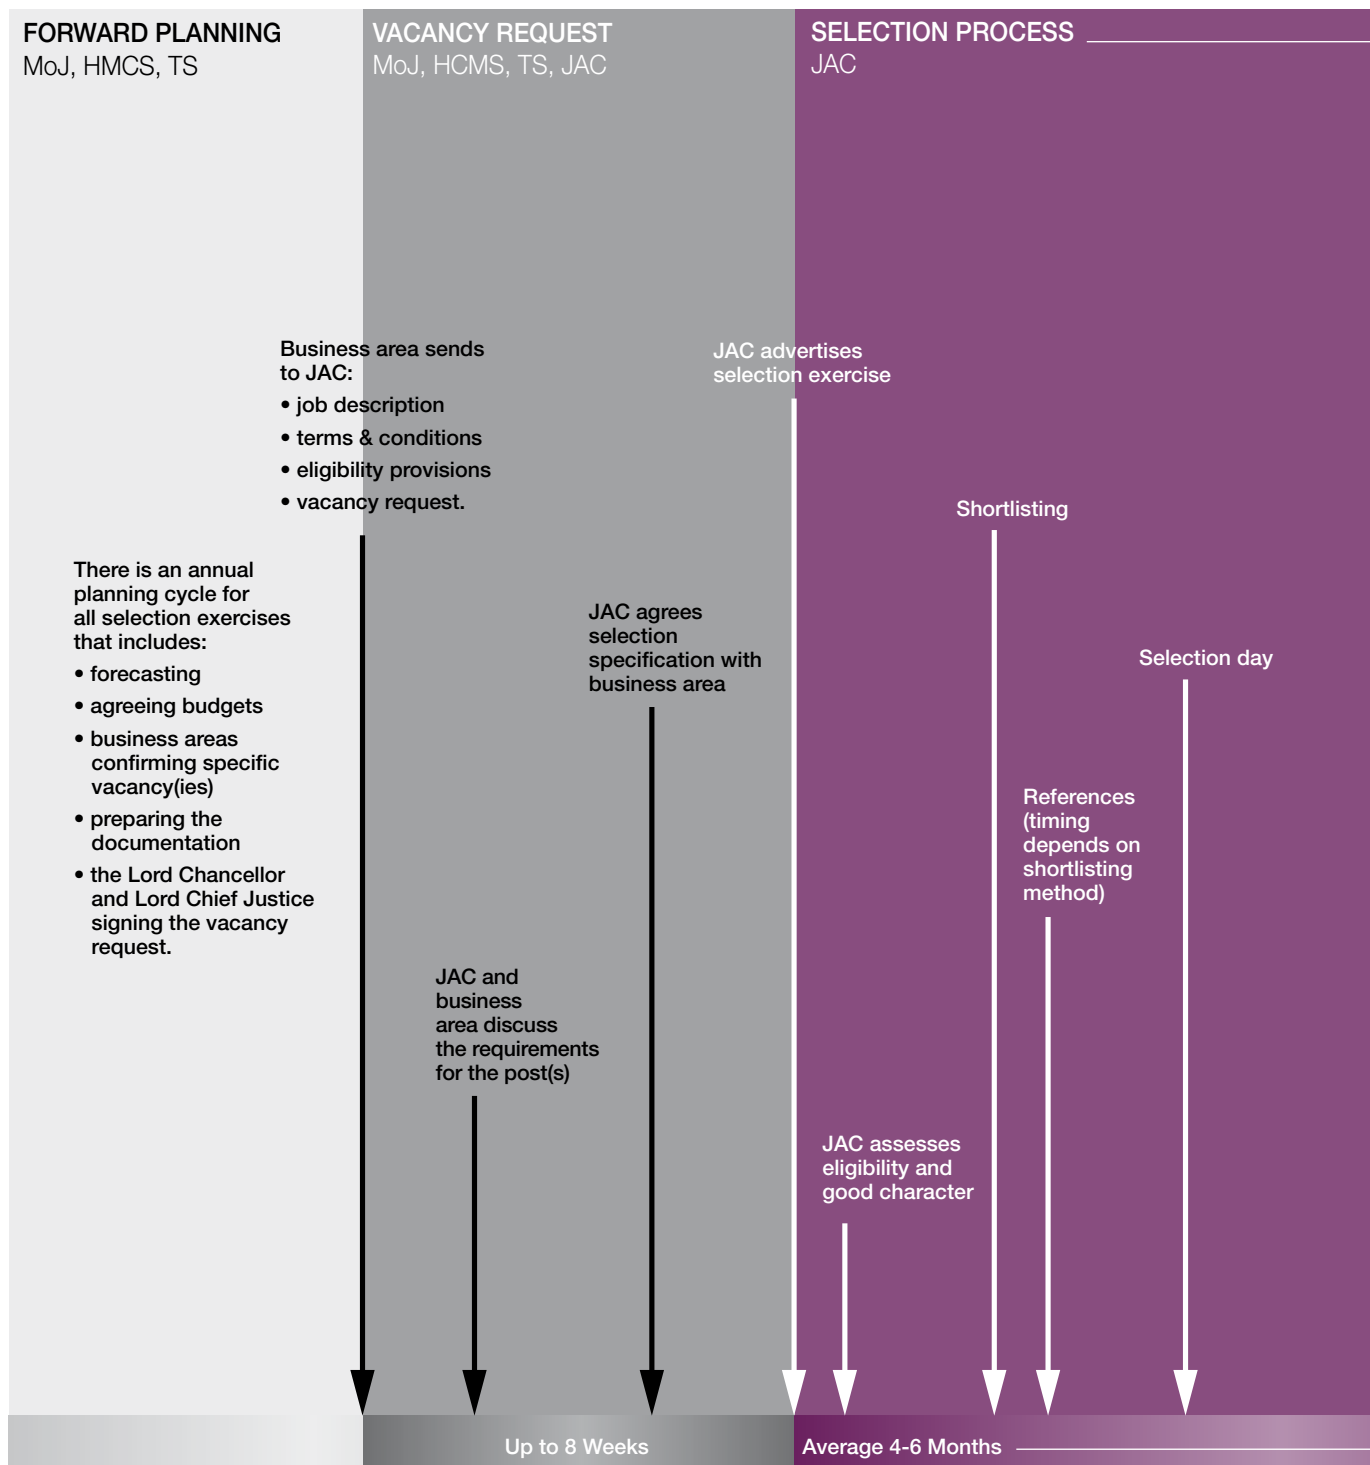 FORWARD PLANNING
MoJ, HMCS, TS
VACANCY REQUEST
MoJ, HCMS, TS, JAC
SELECTION PROCESS
JAC
Business area sends
to JAC:
• job description
• terms & conditions
• eligibility provisions
• vacancy request.
JAC advertises
selection exercise
Shortlisting
There is an annual
planning cycle for
all selection exercises
that includes:
• forecasting
• agreeing budgets
• business areas
confirming specific
vacancy(ies)
• preparing the
documentation
• the Lord Chancellor
and Lord Chief Justice
signing the vacancy
request.
JAC agrees
selection
specification with
business area
Selection day
References
(timing
depends on
shortlisting
method)
JAC and
business
area discuss
the requirements
for the post(s)
JAC assesses
eligibility and
good character
Up to 8 Weeks
Average 4-6 Months